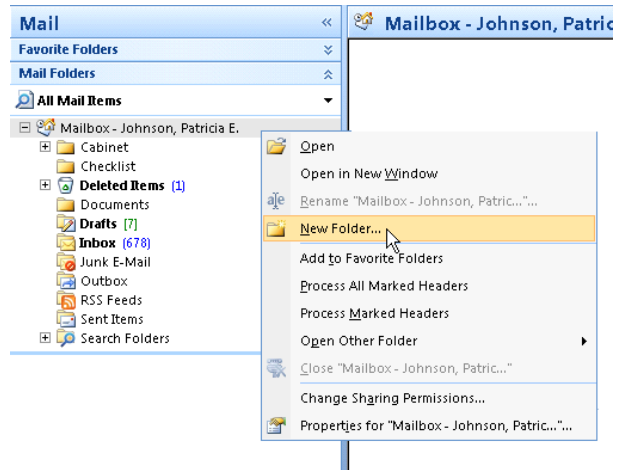 Mail «
Mailbox - Johnson, Patric
Favorite Folders
Mail Folders
All Mail Items
Mailbox - Johnson, Patricia E.
Cabinet
Checklist
Deleted Items (1)
Documents
Drafts [7]
Inbox (678)
Junk E-Mail
Outbox
RSS Feeds
Sent Items
Search Folders
Open
Open in New Window
Rename "Mailbox - Johnson, Patric..."...
New Folder...
Add to Favorite Folders
Process All Marked Headers
Process Marked Headers
Open Other Folder
Close "Mailbox - Johnson, Patric..."
Change Sharing Permissions...
Properties for "Mailbox - Johnson, Patric..."...